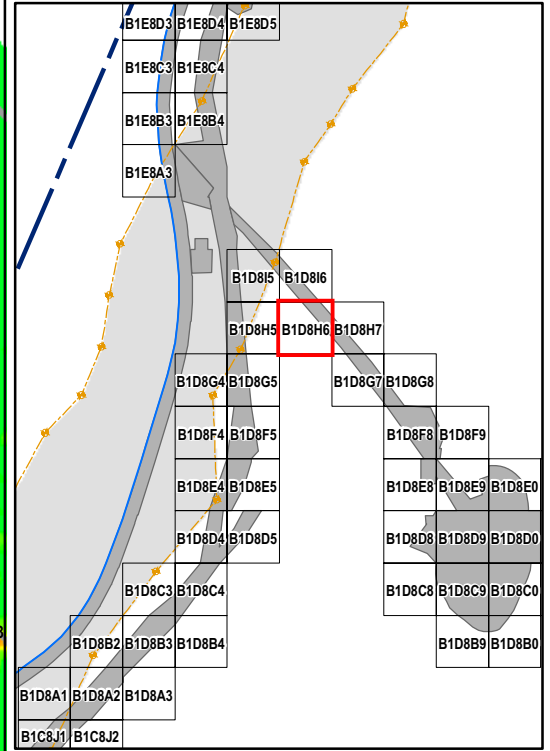 B1E8D3 B1E8D4 B1E8D5
B1E8C3 B1E8C4
B1E8B3 B1E8B4
B1E8A3
B1D8I5 B1D8I6
B1D8H5 B1D8H6 B1D8H7
B1D8G4 B1D8G5 B1D8G7 B1D8G8
B1D8F4 B1D8F5 B1D8F8 B1D8F9
B1D8E4 B1D8E5 B1D8E8 B1D8E9 B1D8E0
B1D8D4 B1D8D5 B1D8D8 B1D8D9 B1D8D0
B1D8C3 B1D8C4 B1D8C8 B1D8C9 B1D8C0
B1D8B2 B1D8B3 B1D8B4 B1D8B9 B1D8B0
B1D8A1 B1D8A2 B1D8A3
B1C8J1 B1C8J2